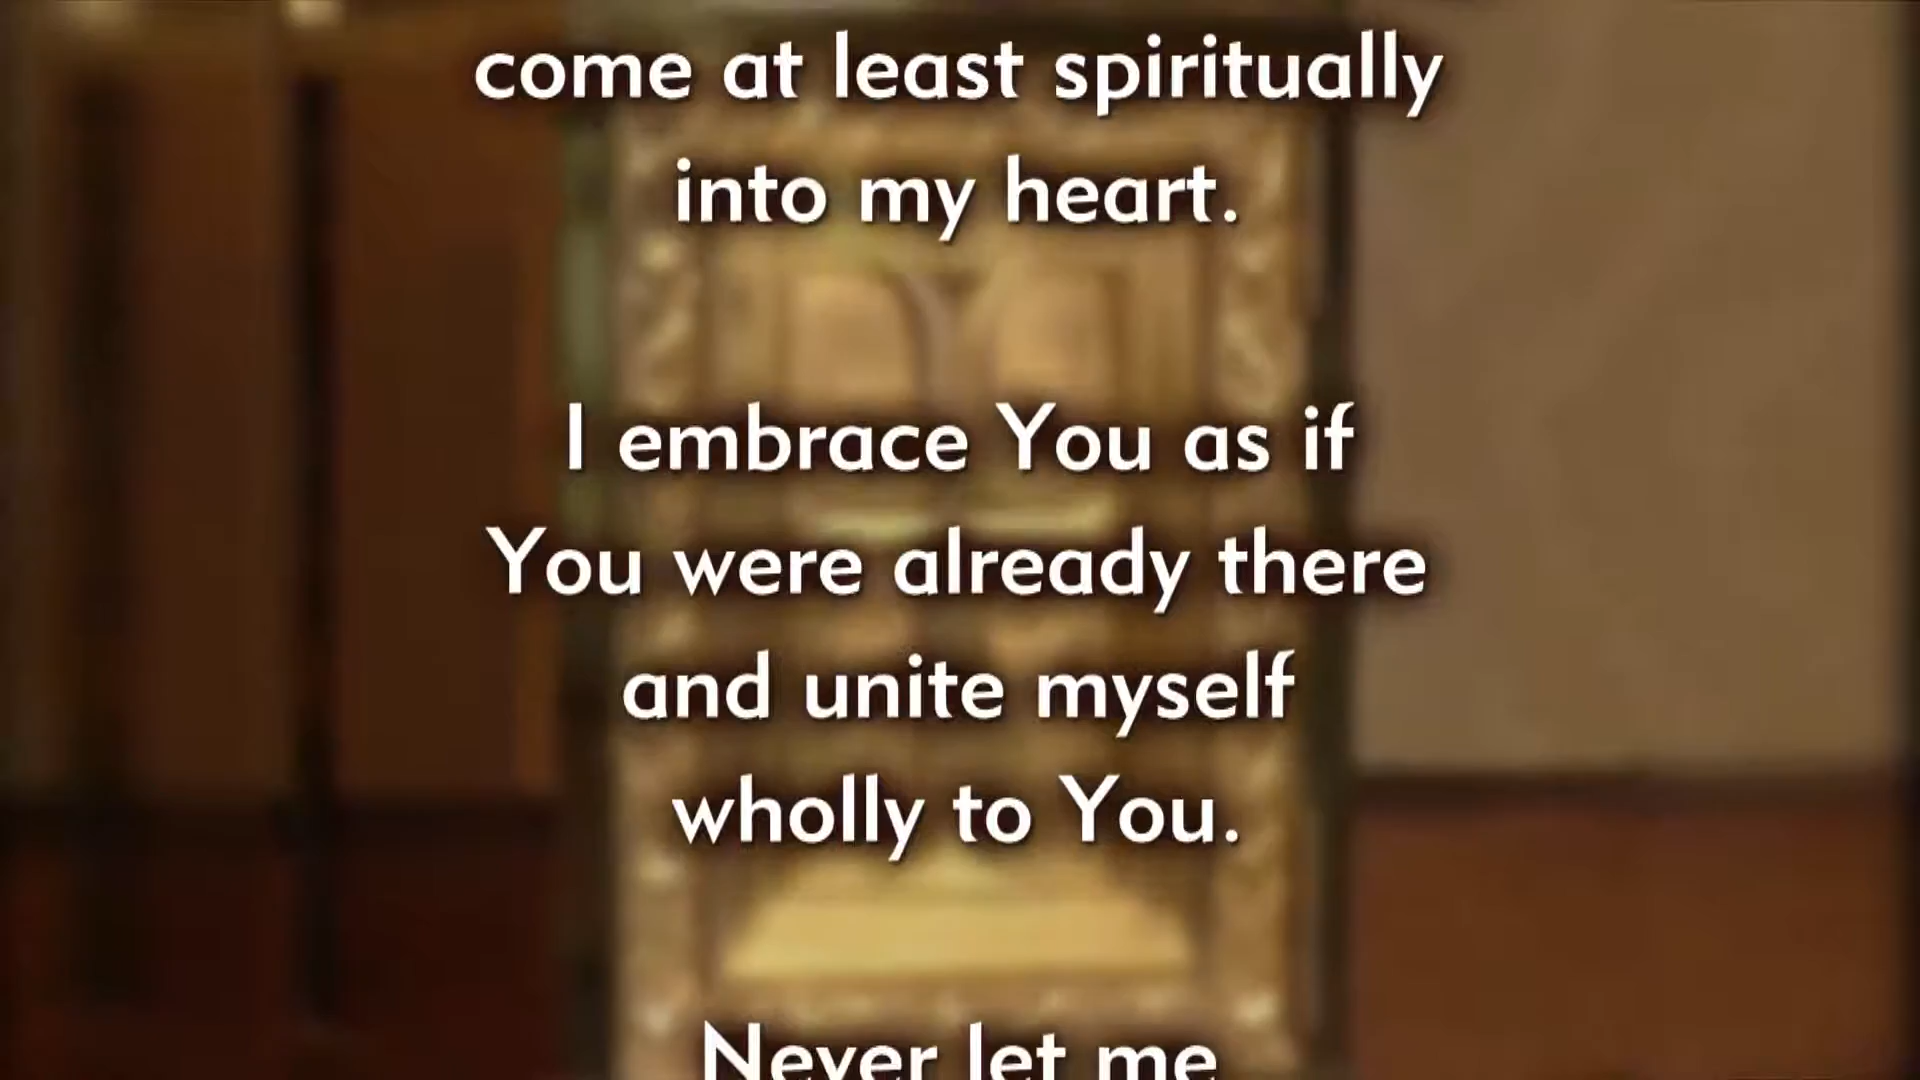 come at least spiritually
into my heart.
I embrace You as if
You were already there
and unite myself
wholly to You.
Never let me